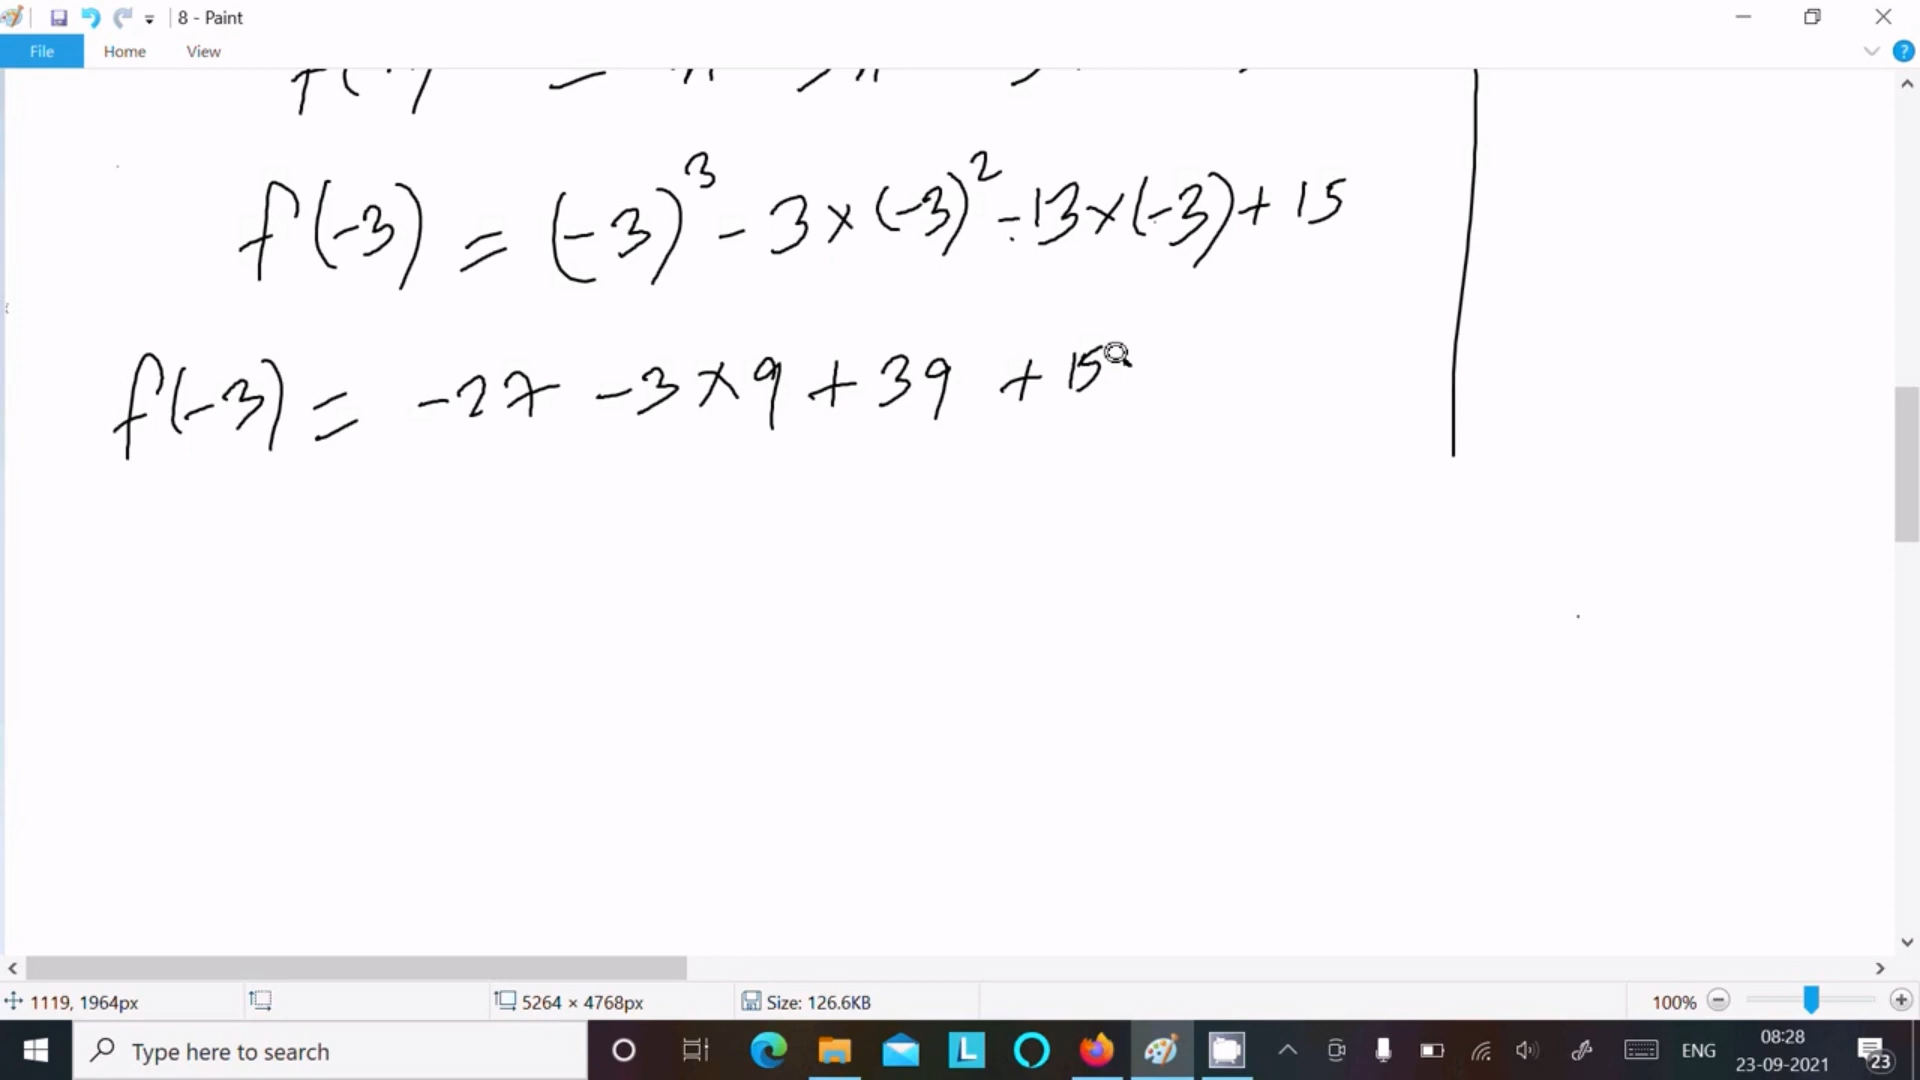 8 - Paint
File Home View
f(-3) = (-3)³ - 3×(-3)² - 13×(-3) + 15
f(-3) = -27 -3×9 + 39 + 15
1119, 1964px 5264 × 4768px Size: 126.6KB 100%
Type here to search L ENG 08:28
23-09-2021 23